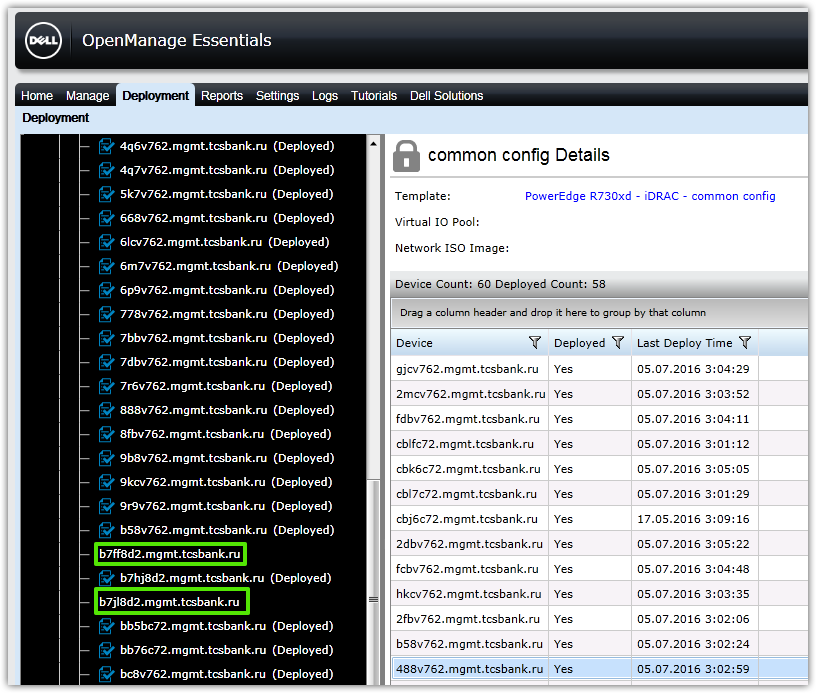 DELL
OpenManage Essentials
Home Manage Deployment Reports Settings Logs Tutorials Dell Solutions
Deployment
4q6v762.mgmt.tcsbank.ru (Deployed)
4q7v762.mgmt.tcsbank.ru (Deployed)
5k7v762.mgmt.tcsbank.ru (Deployed)
668v762.mgmt.tcsbank.ru (Deployed)
6lcv762.mgmt.tcsbank.ru (Deployed)
6m7v762.mgmt.tcsbank.ru (Deployed)
6p9v762.mgmt.tcsbank.ru (Deployed)
778v762.mgmt.tcsbank.ru (Deployed)
7bbv762.mgmt.tcsbank.ru (Deployed)
7dbv762.mgmt.tcsbank.ru (Deployed)
7r6v762.mgmt.tcsbank.ru (Deployed)
888v762.mgmt.tcsbank.ru (Deployed)
8fbv762.mgmt.tcsbank.ru (Deployed)
9b8v762.mgmt.tcsbank.ru (Deployed)
9kcv762.mgmt.tcsbank.ru (Deployed)
9r9v762.mgmt.tcsbank.ru (Deployed)
b58v762.mgmt.tcsbank.ru (Deployed)
b7ff8d2.mgmt.tcsbank.ru
b7hj8d2.mgmt.tcsbank.ru (Deployed)
b7jl8d2.mgmt.tcsbank.ru
bb5bc72.mgmt.tcsbank.ru (Deployed)
bb76c72.mgmt.tcsbank.ru (Deployed)
bc8v762.mgmt.tcsbank.ru (Deployed)
common config Details
Template: PowerEdge R730xd - iDRAC - common config
Virtual IO Pool:
Network ISO Image:
Device Count: 60 Deployed Count: 58
Drag a column header and drop it here to group by that column
Device Deployed Last Deploy Time
gjcv762.mgmt.tcsbank.ru Yes 05.07.2016 3:04:29
2mcv762.mgmt.tcsbank.ru Yes 05.07.2016 3:03:52
fdbv762.mgmt.tcsbank.ru Yes 05.07.2016 3:04:11
cblfc72.mgmt.tcsbank.ru Yes 05.07.2016 3:01:12
cbk6c72.mgmt.tcsbank.ru Yes 05.07.2016 3:05:05
cbl7c72.mgmt.tcsbank.ru Yes 05.07.2016 3:01:29
cbj6c72.mgmt.tcsbank.ru Yes 17.05.2016 3:09:16
2dbv762.mgmt.tcsbank.ru Yes 05.07.2016 3:05:22
fcbv762.mgmt.tcsbank.ru Yes 05.07.2016 3:04:48
hkcv762.mgmt.tcsbank.ru Yes 05.07.2016 3:03:35
2fbv762.mgmt.tcsbank.ru Yes 05.07.2016 3:02:06
b58v762.mgmt.tcsbank.ru Yes 05.07.2016 3:02:24
488v762.mgmt.tcsbank.ru Yes 05.07.2016 3:02:59